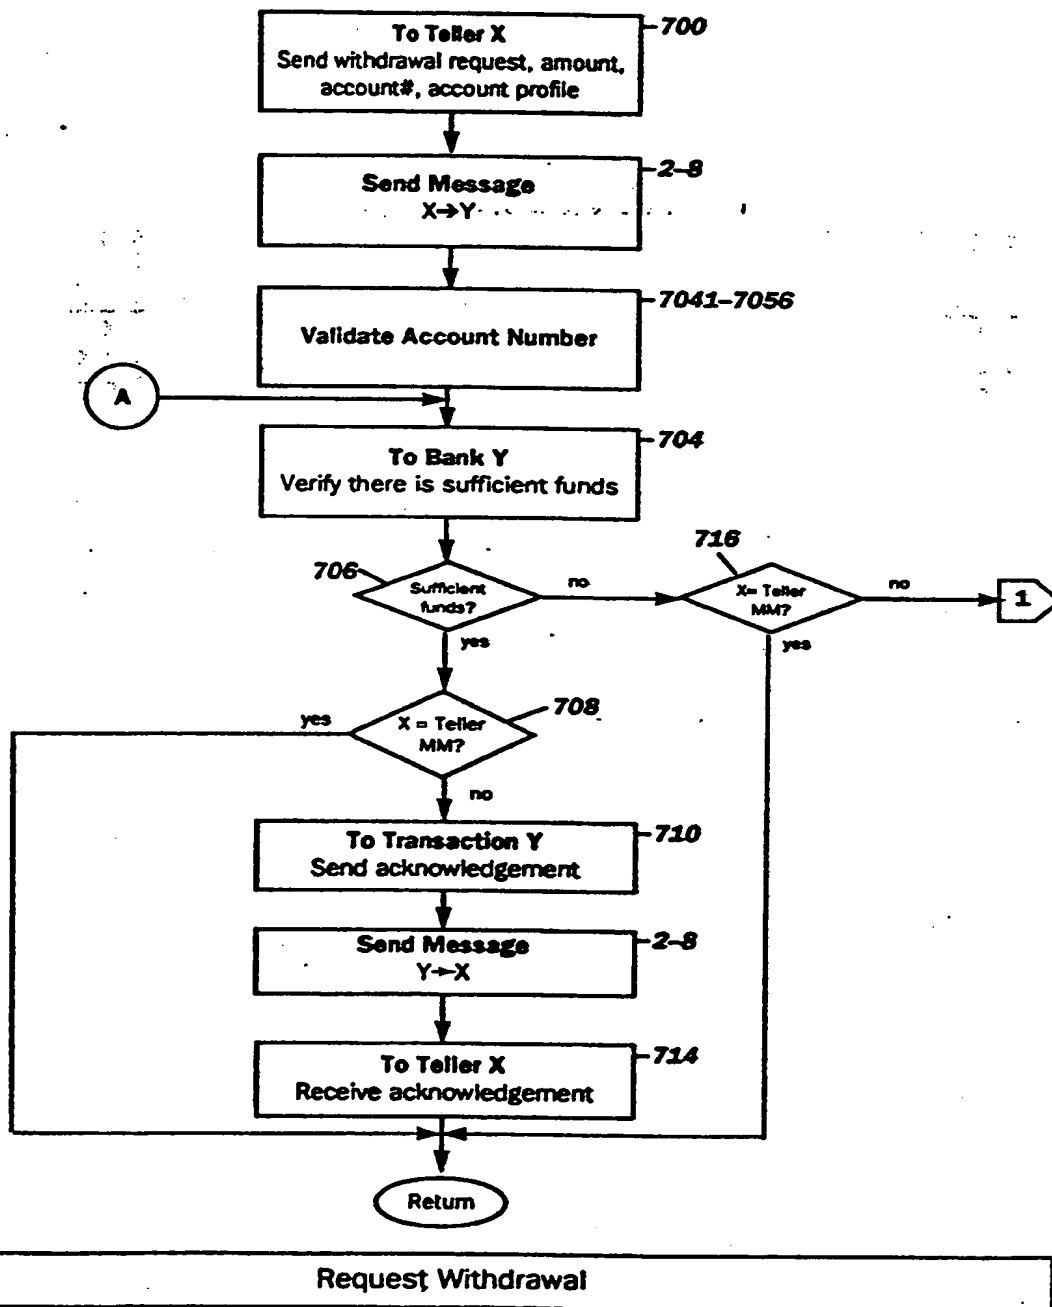 To Teller X
Send withdrawal request, amount,
account#, account profile
700
Send Message
X→Y
2-8
Validate Account Number
7041-7056
A
To Bank Y
Verify there is sufficient funds
704
706
Sufficient
funds?
no
716
X= Teller
MM?
no
1
yes
yes
708
X = Teller
MM?
yes
no
To Transaction Y
Send acknowledgement
710
Send Message
Y→X
2-8
To Teller X
Receive acknowledgement
714
Return
Request Withdrawal